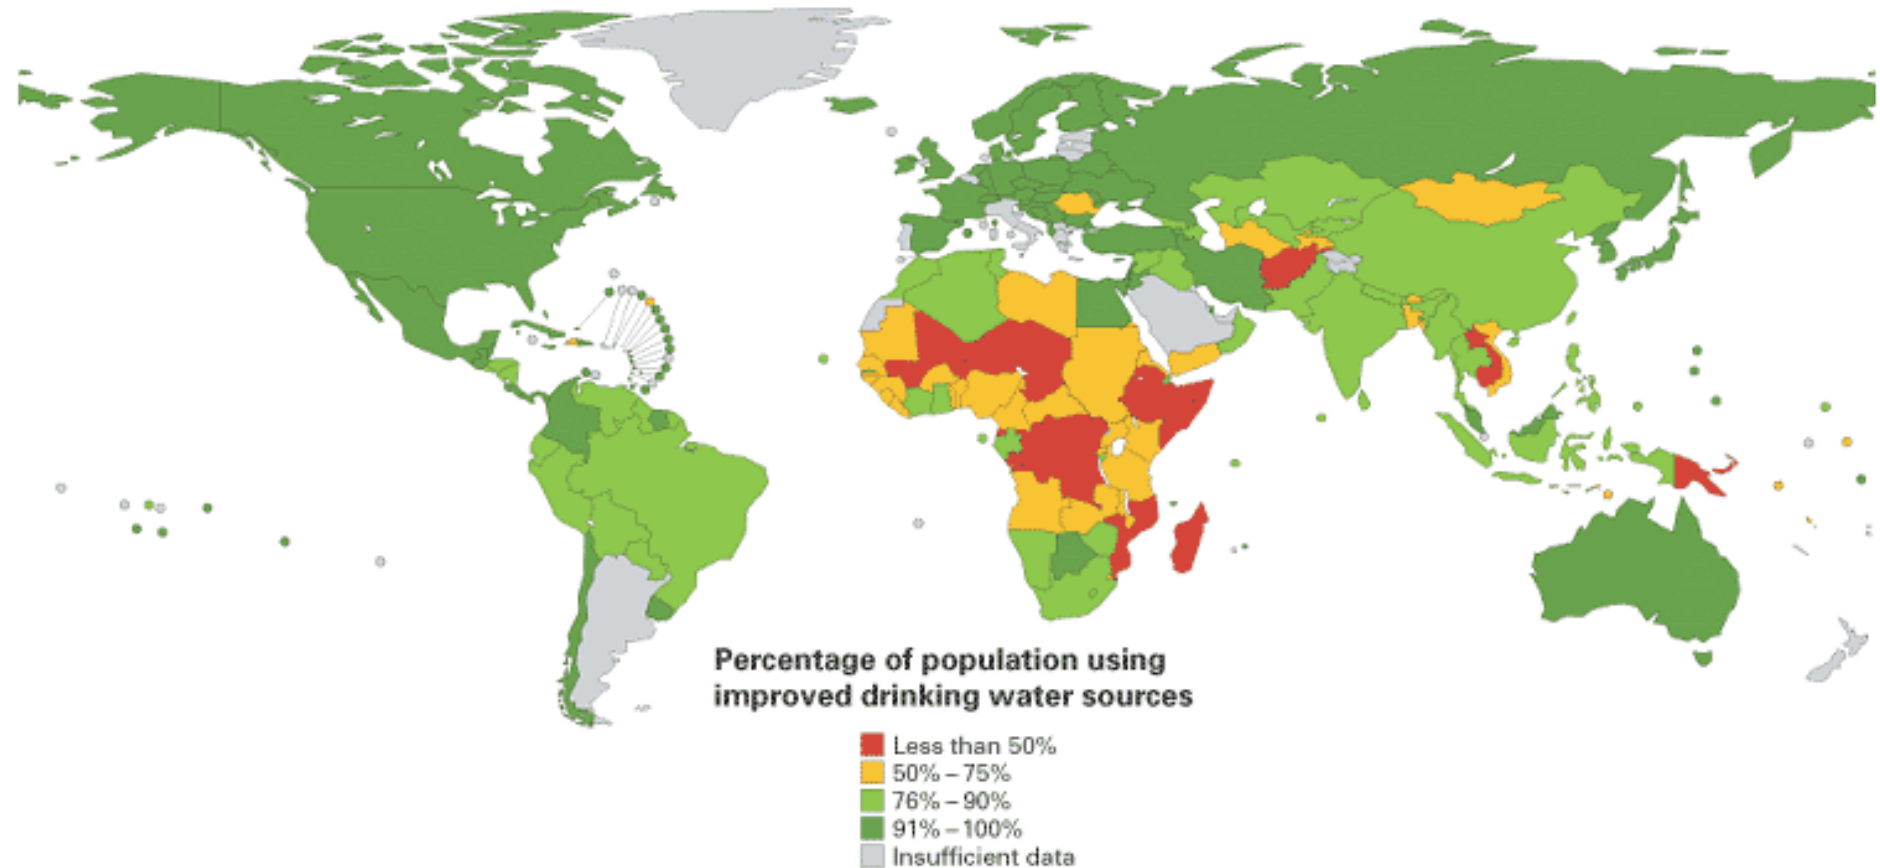 Percentage of population using
improved drinking water sources
Less than 50%
50% – 75%
76% – 90%
91% – 100%
Insufficient data